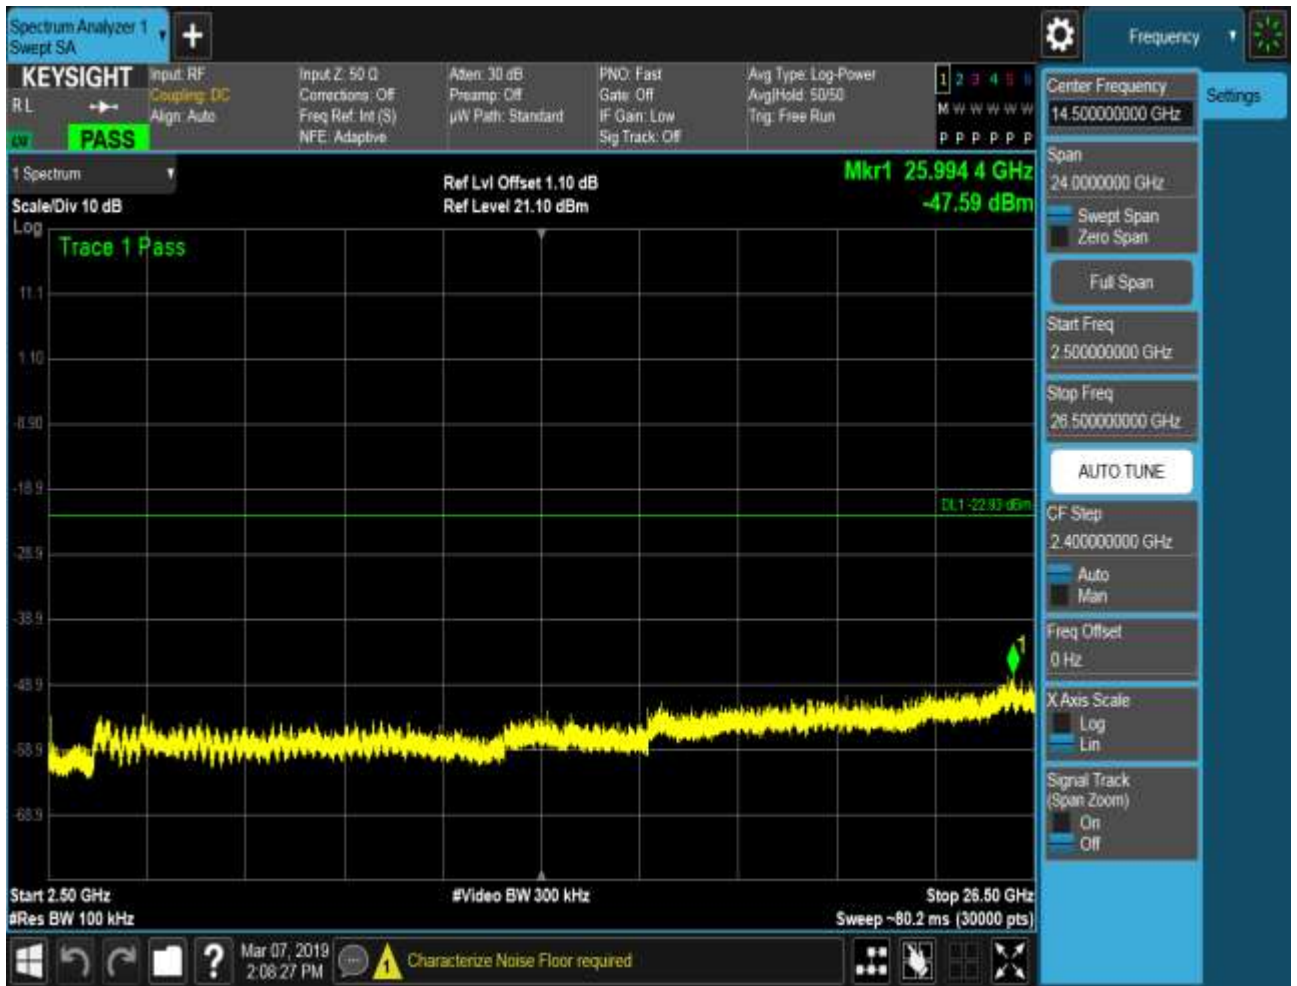 Spectrum Analyzer 1
Swept SA
Frequency
KEYSIGHT
R L
PASS
Input: RF
Coupling: DC
Align: Auto
Input Z: 50 Ω
Corrections: Off
Freq Ref: Int (S)
NFE: Adaptive
Atten: 30 dB
Preamp: Off
µW Path: Standard
PNO: Fast
Gate: Off
IF Gain: Low
Sig Track: Off
Avg Type: Log-Power
Avg|Hold: 50/50
Trig: Free Run
1 2 3 4 5 6
M W W W W W
P P P P P P
1 Spectrum
Scale/Div 10 dB
Log
Ref Lvl Offset 1.10 dB
Ref Level 21.10 dBm
Mkr1 25.994 4 GHz
-47.59 dBm
Trace 1 Pass
11.1
1.10
-8.90
-18.9
DL1 -22.93 dBm
-28.9
-38.9
1
-48.9
-58.9
-68.9
Start 2.50 GHz
#Res BW 100 kHz
#Video BW 300 kHz
Stop 26.50 GHz
Sweep ~80.2 ms (30000 pts)
Center Frequency
14.500000000 GHz
Settings
Span
24.0000000 GHz
Swept Span
Zero Span
Full Span
Start Freq
2.500000000 GHz
Stop Freq
26.500000000 GHz
AUTO TUNE
CF Step
2.400000000 GHz
Auto
Man
Freq Offset
0 Hz
X Axis Scale
Log
Lin
Signal Track
(Span Zoom)
On
Off
?
Mar 07, 2019
2:08:27 PM
1
Characterize Noise Floor required